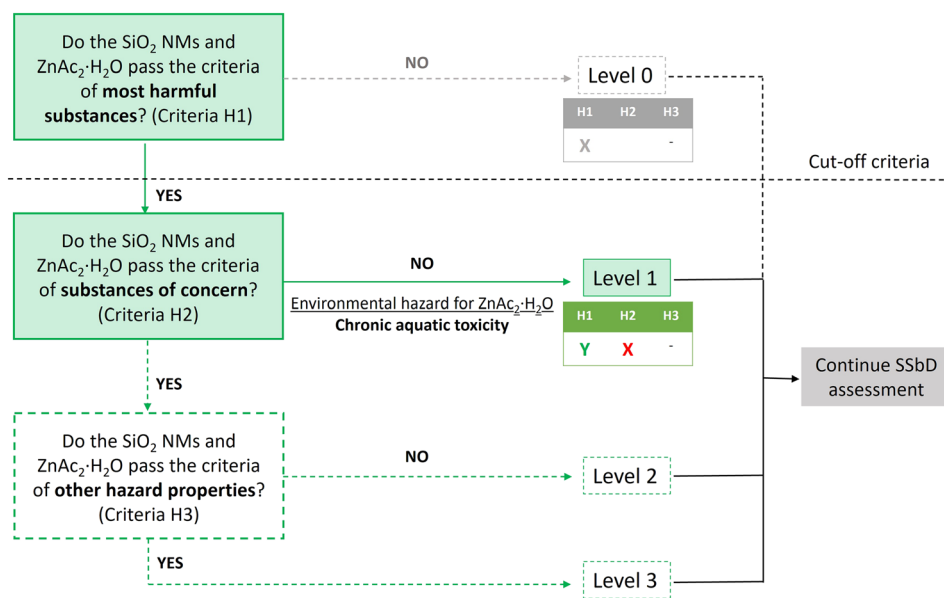 Do the SiO₂ NMs and
ZnAc₂·H₂O pass the criteria
of most harmful
substances? (Criteria H1)
NO
Level 0
H1 H2 H3
X -
Cut-off criteria
YES
Do the SiO₂ NMs and
ZnAc₂·H₂O pass the criteria
of substances of concern?
(Criteria H2)
NO
Environmental hazard for ZnAc₂·H₂O
Chronic aquatic toxicity
Level 1
H1 H2 H3
Y X -
Continue SSbD
assessment
YES
Do the SiO₂ NMs and
ZnAc₂·H₂O pass the criteria
of other hazard properties?
(Criteria H3)
NO
Level 2
YES
Level 3